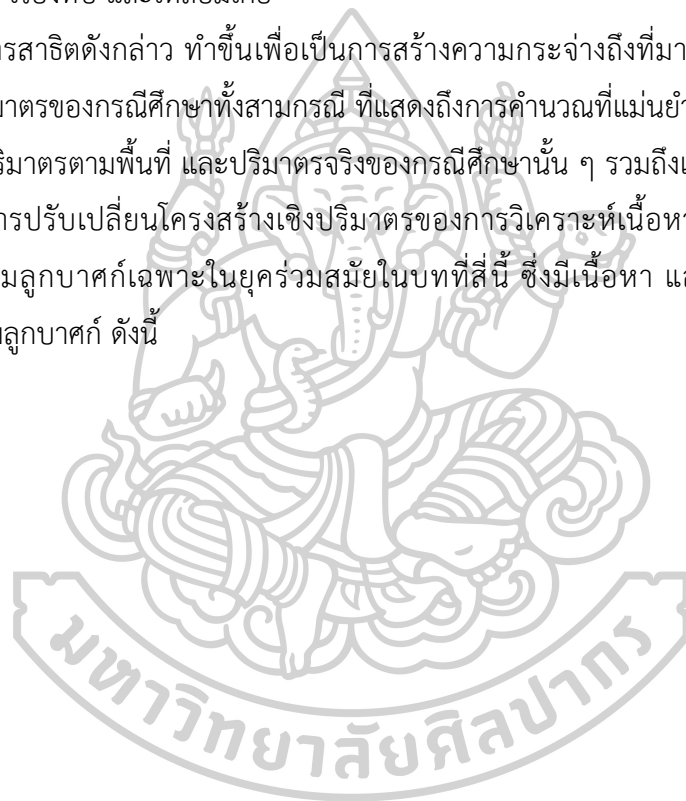 และเหลี่ยมเคย
รสาธิตดังกล่าว ทำขึ้นเพื่อเป็นการสร้างความกระจ่างถึงที่มา
มาตรของกรณีศึกษาทั้งสามกรณี ที่แสดงถึงการคำนวณที่แม่นยำ
ริมาตรตามพื้นที่ และปริมาตรจริงของกรณีศึกษานั้น ๆ รวมถึงเ
ารปรับเปลี่ยนโครงสร้างเชิงปริมาตรของการวิเคราะห์เนื้อหา
มลูกบาศก์เฉพาะในยุคร่วมสมัยในบทที่สี่นี้ ซึ่งมีเนื้อหา แล
ลูกบาศก์ ดังนี้
มหาวิทยาลัยศิลปากร